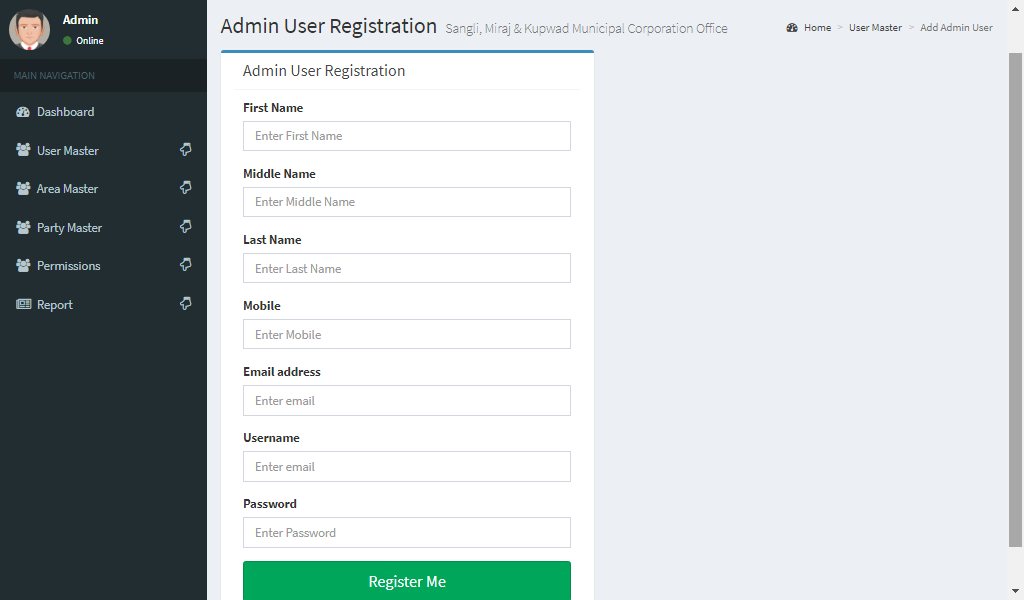 Admin
Online
MAIN NAVIGATION
Dashboard
User Master
Area Master
Party Master
Permissions
Report
Admin User Registration Sangli, Miraj & Kupwad Municipal Corporation Office
Home > User Master > Add Admin User
Admin User Registration
First Name
Enter First Name
Middle Name
Enter Middle Name
Last Name
Enter Last Name
Mobile
Enter Mobile
Email address
Enter email
Username
Enter email
Password
Enter Password
Register Me